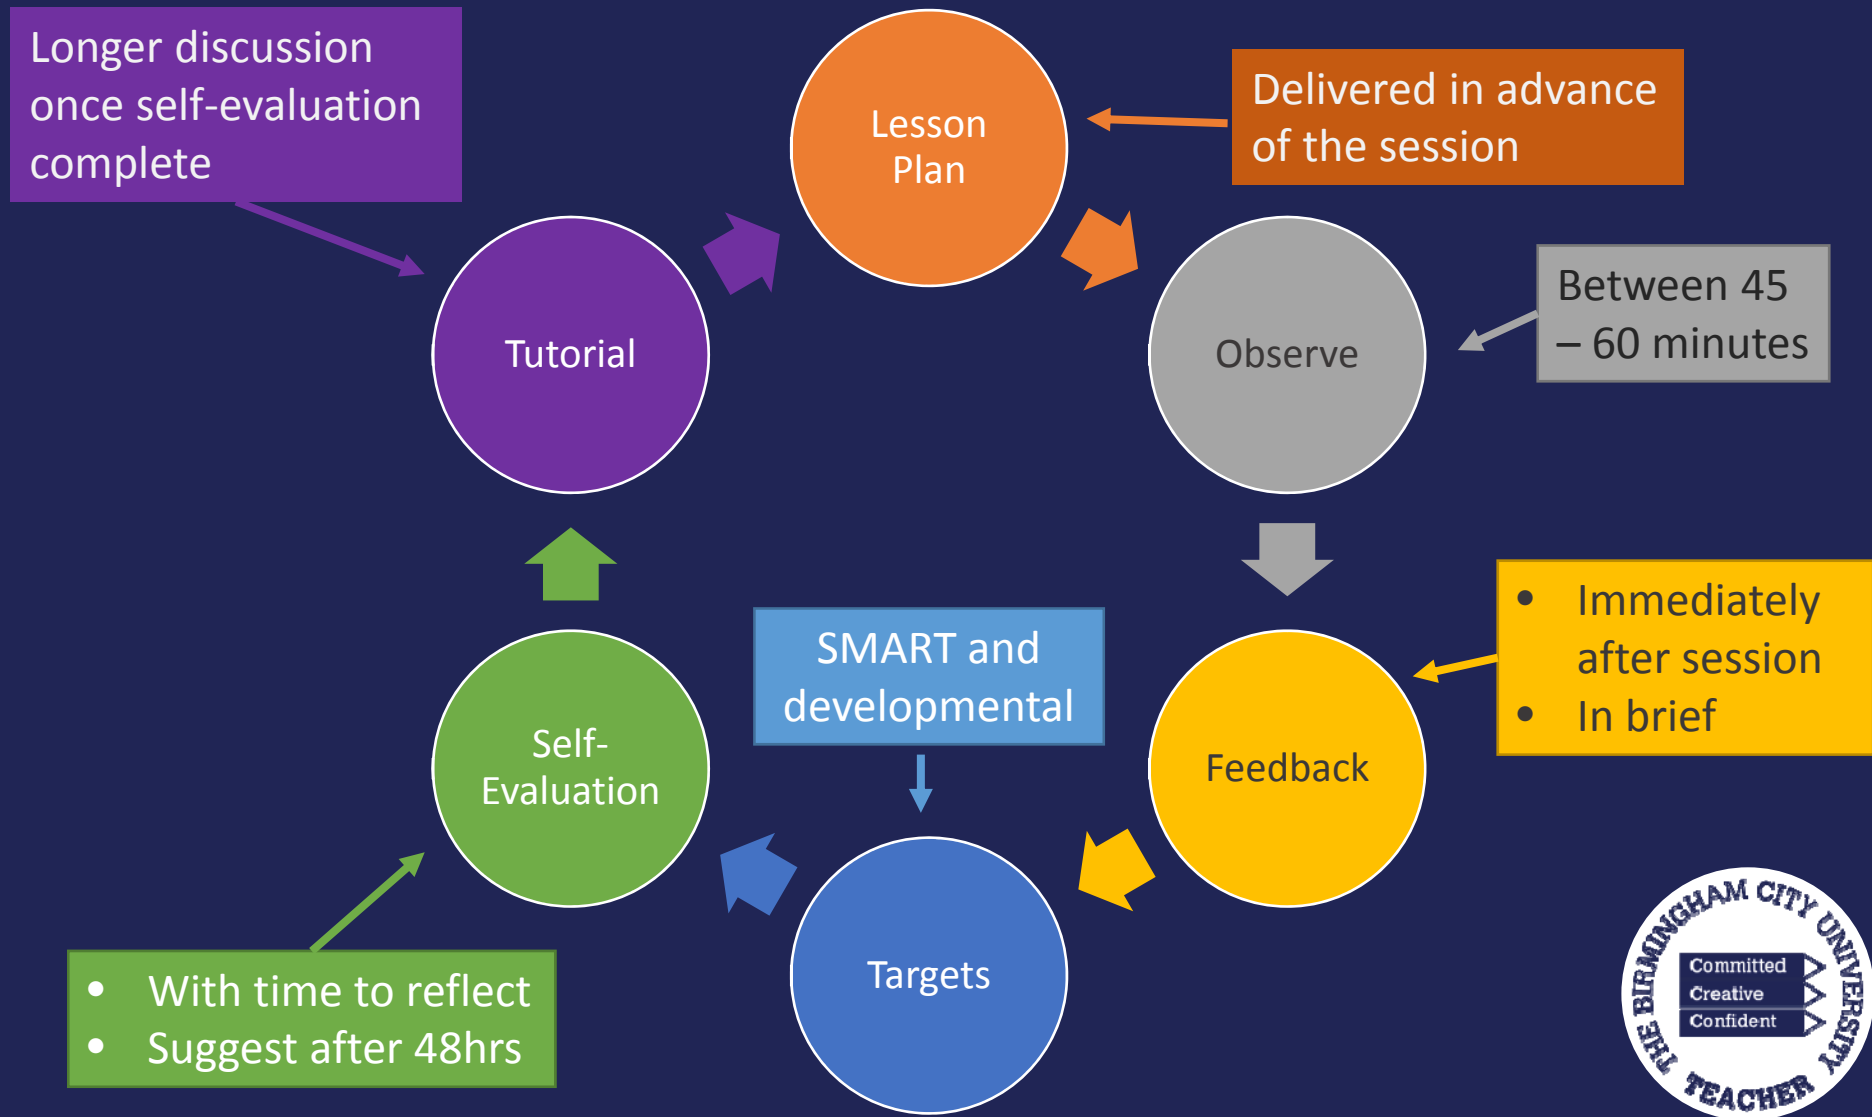 Longer discussion
once self-evaluation
complete
Lesson
Plan
Delivered in advance
of the session
Tutorial
Observe
Between 45
– 60 minutes
SMART and
developmental
• Immediately
after session
• In brief
Self-
Evaluation
Feedback
Targets
• With time to reflect
• Suggest after 48hrs
THE BIRMINGHAM CITY UNIVERSITY
Committed
Creative
Confident
TEACHER